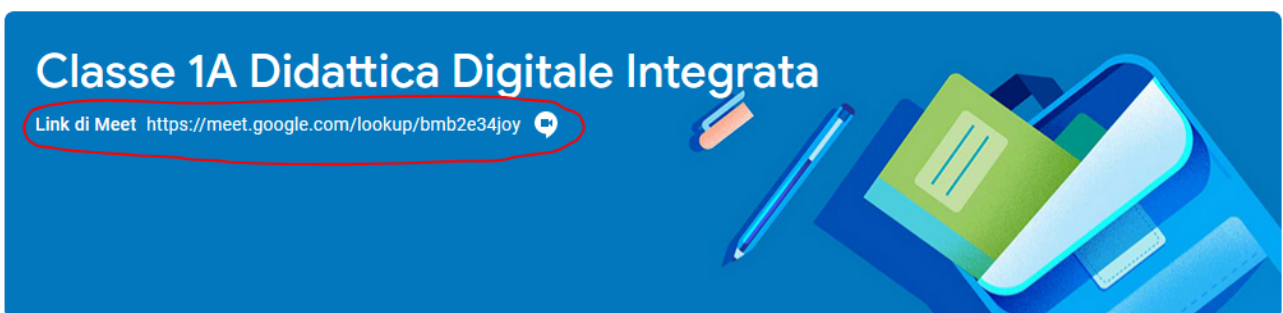 Classe 1A Didattica Digitale Integrata
Link di Meet https://meet.google.com/lookup/bmb2e34joy